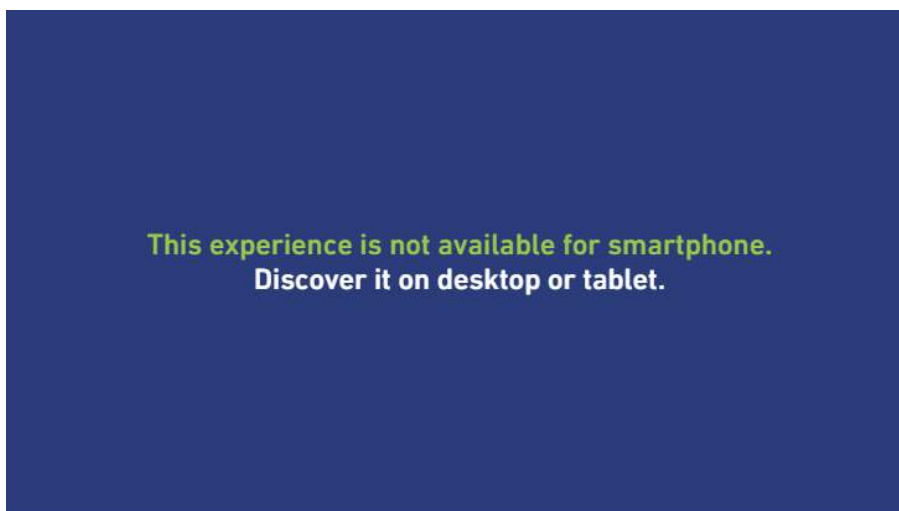 This experience is not available for smartphone.
Discover it on desktop or tablet.